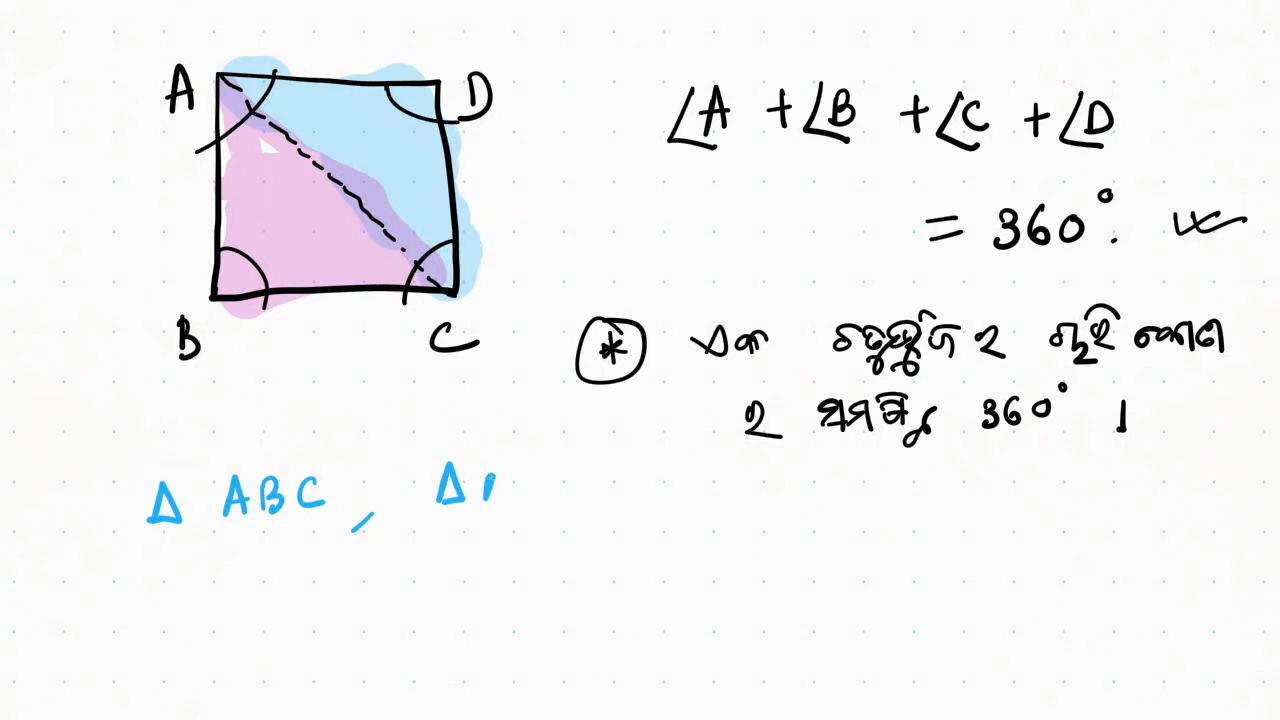 A D
B C
∠A + ∠B + ∠C + ∠D
= 360°.
* ଏକ ଚତୁର୍ଭୁଜ ର କୋଣ
ର ସମଷ୍ଟି 360° ।
Δ ABC , Δ